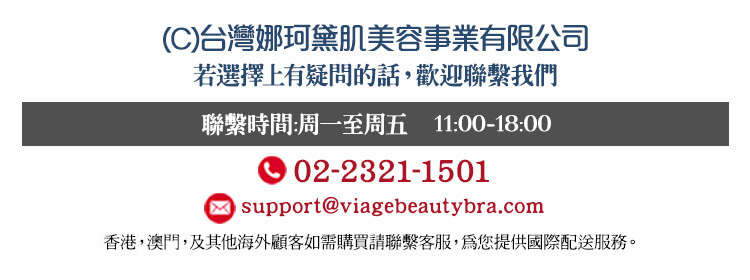 (C)台灣娜珂黛肌美容事業有限公司
若選擇上有疑問的話，歡迎聯繫我們
聯繫時間:周一至周五 11:00-18:00
02-2321-1501
support@viagebeautybra.com
香港，澳門，及其他海外顧客如需購買請聯繫客服，為您提供國際配送服務。